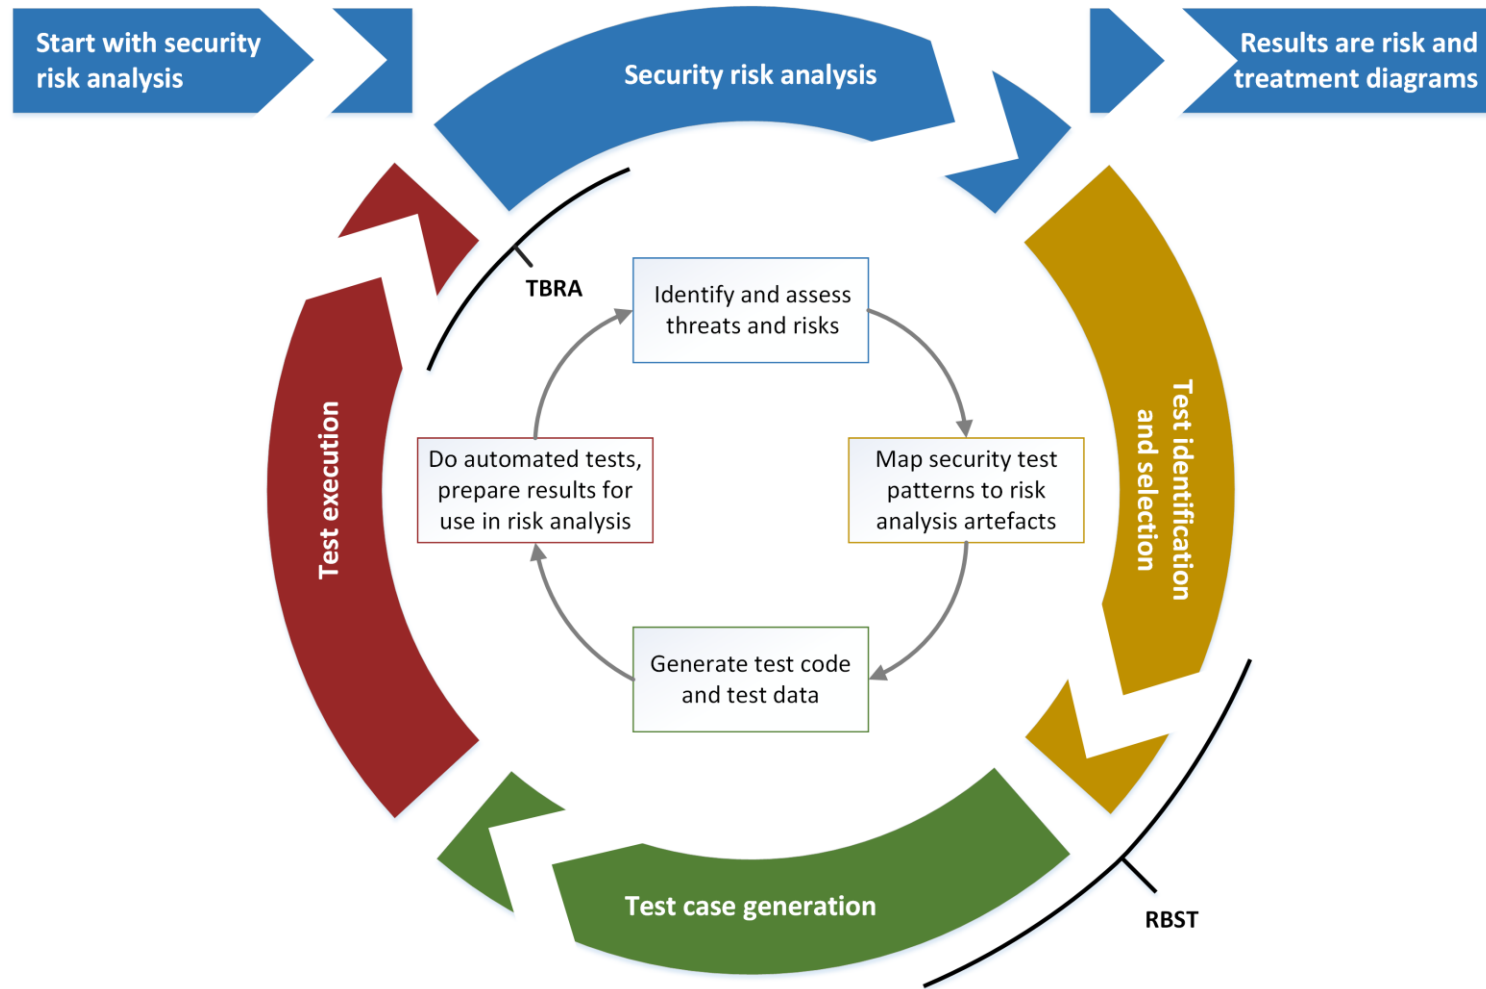 Start with security
risk analysis
Security risk analysis
Results are risk and
treatment diagrams
TBRA
Identify and assess
threats and risks
Test execution
Do automated tests,
prepare results for
use in risk analysis
Map security test
patterns to risk
analysis artefacts
Test identification
and selection
Generate test code
and test data
Test case generation
RBST